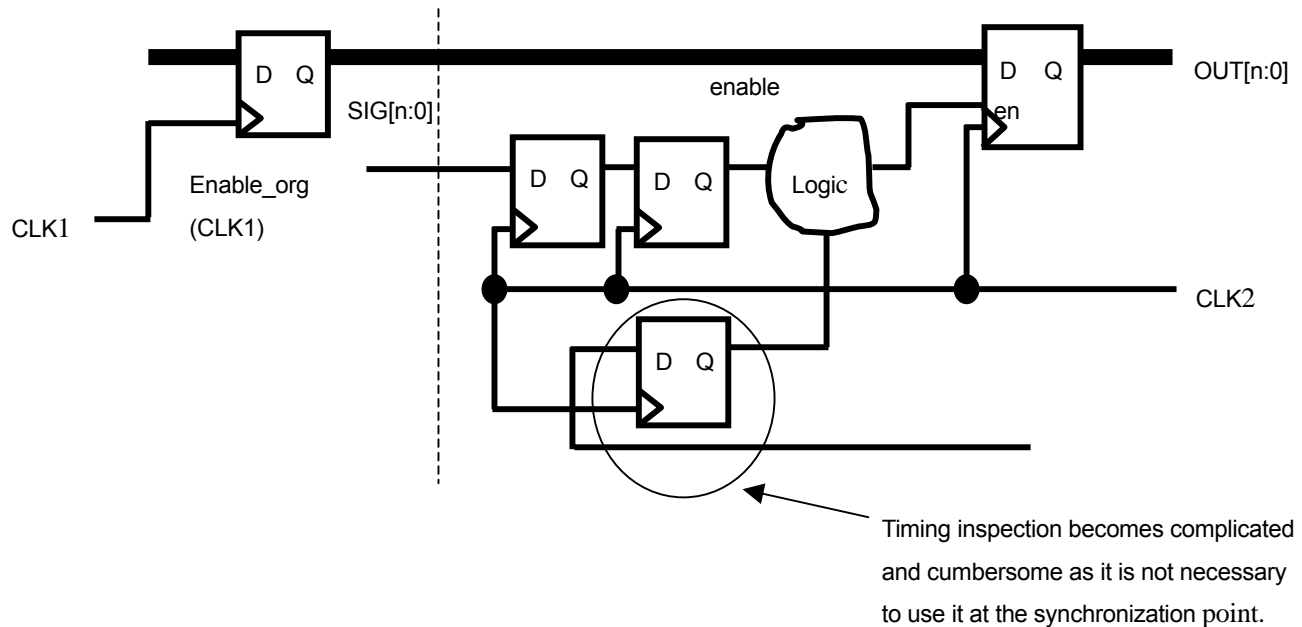 D Q
D Q
OUT[n:0]
enable
SIG[n:0]
en
D Q
D Q
Logic
Enable_org
(CLK1)
CLK1
CLK2
D Q
Timing inspection becomes complicated
and cumbersome as it is not necessary
to use it at the synchronization point.